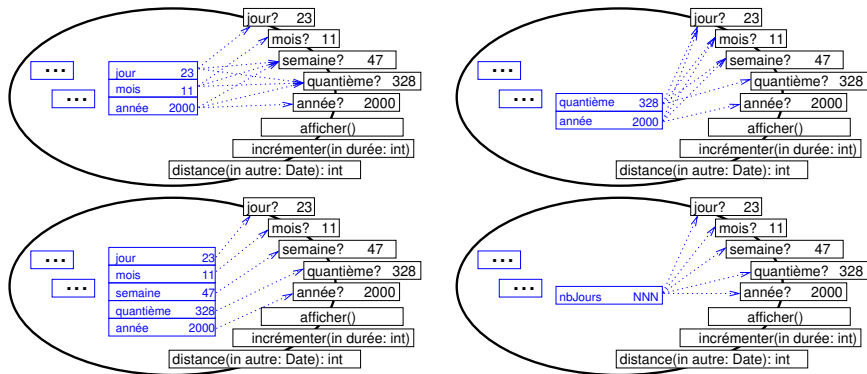 jour? 23
mois? 11
semaine? 47
quantième? 328
année? 2000
afficher()
incrémenter(in durée: int)
distance(in autre: Date): int
...
...
jour 23
mois 11
année 2000
jour? 23
mois? 11
semaine? 47
quantième? 328
année? 2000
afficher()
incrémenter(in durée: int)
distance(in autre: Date): int
...
...
quantième 328
année 2000
jour? 23
mois? 11
semaine? 47
quantième? 328
année? 2000
afficher()
incrémenter(in durée: int)
distance(in autre: Date): int
...
...
jour 23
mois 11
semaine 47
quantième 328
année 2000
jour? 23
mois? 11
semaine? 47
quantième? 328
année? 2000
afficher()
incrémenter(in durée: int)
distance(in autre: Date): int
...
...
nbJours NNN